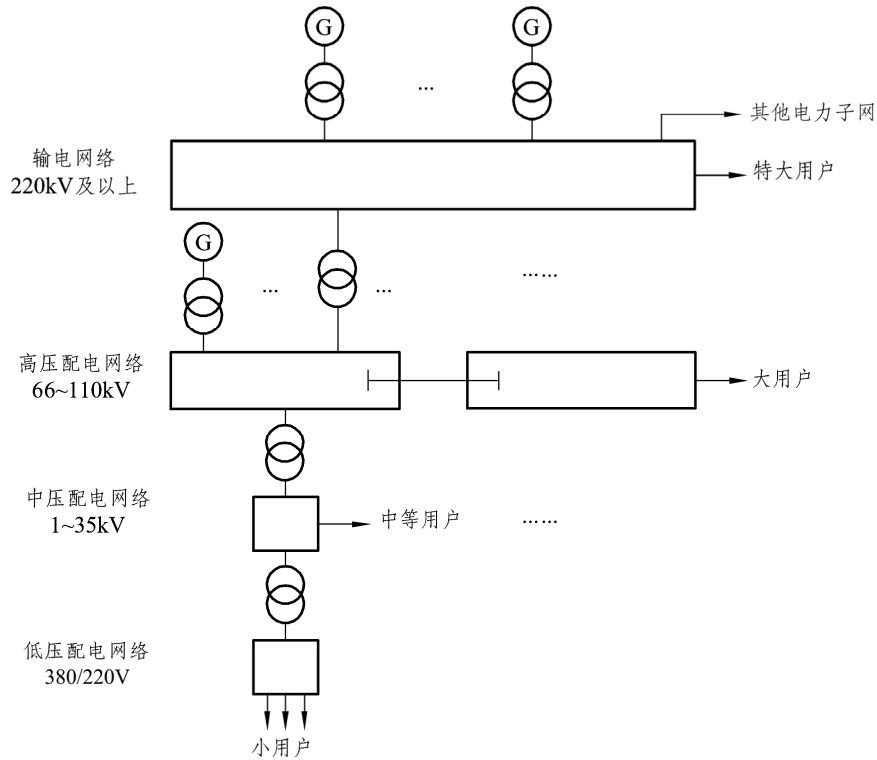 G
G
...
其他电力子网
输电网络
220kV及以上
特大用户
G
...
...
……
高压配电网络
66~110kV
大用户
中压配电网络
1~35kV
中等用户
……
低压配电网络
380/220V
小用户